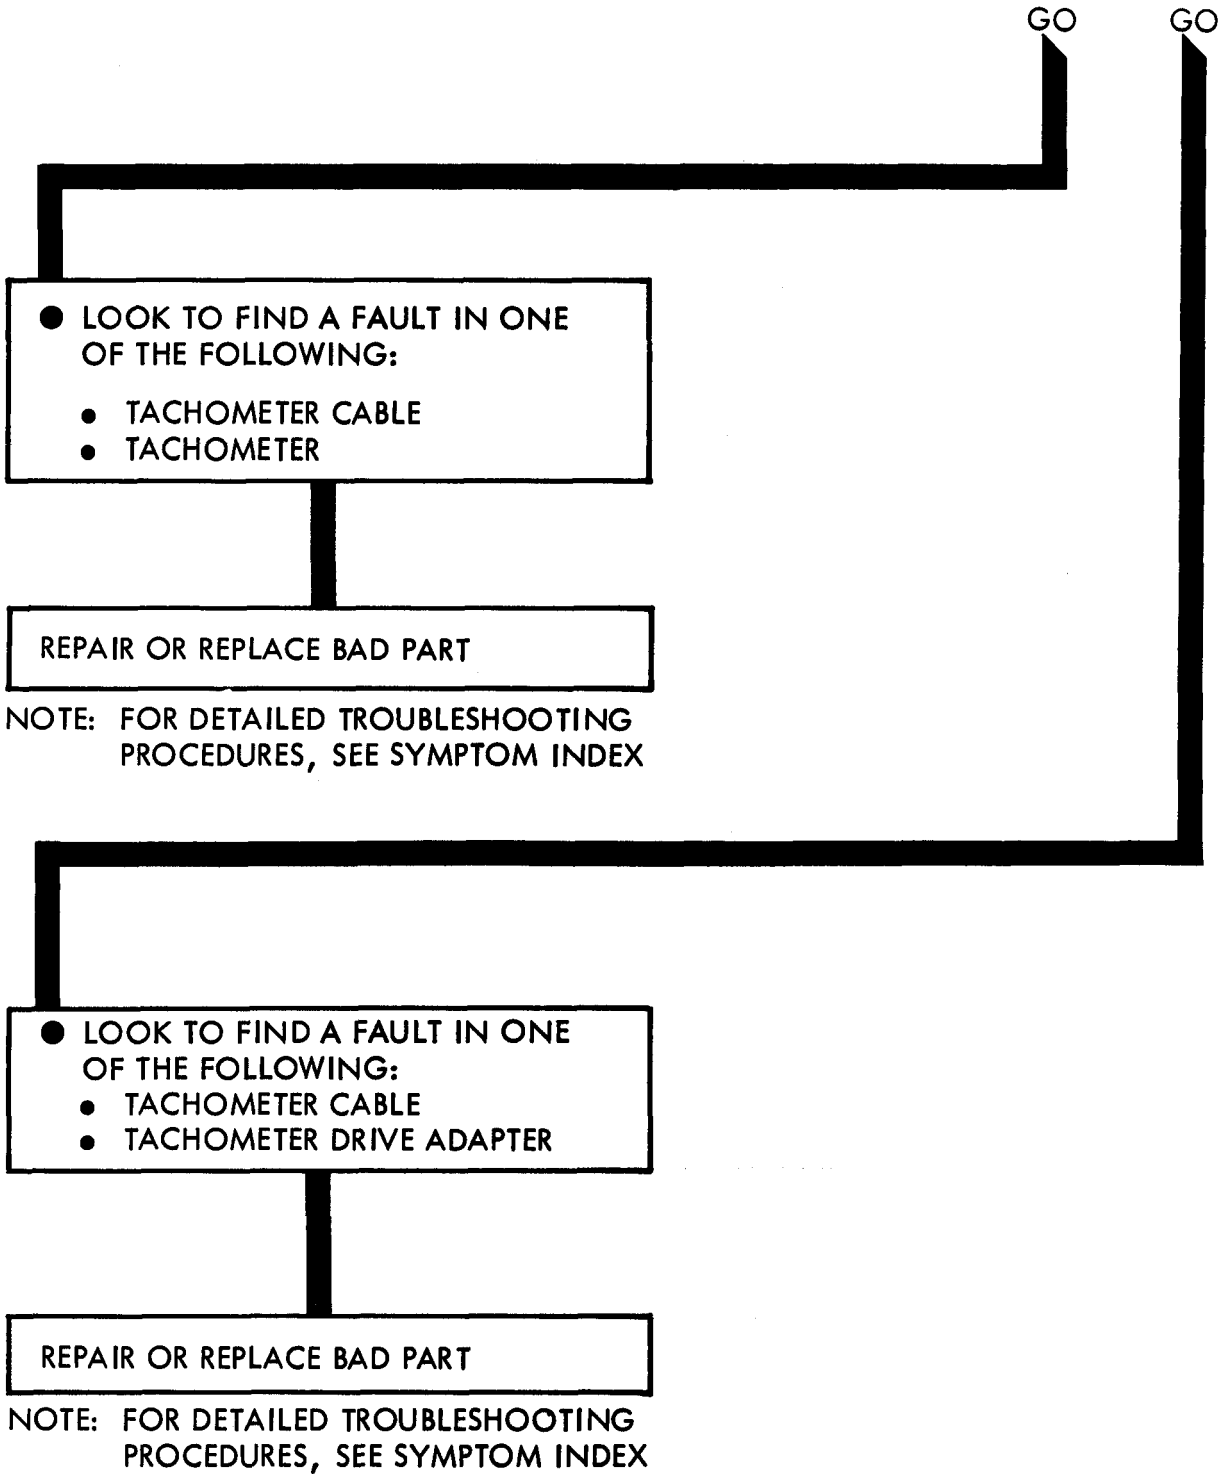 GO GO
● LOOK TO FIND A FAULT IN ONE
OF THE FOLLOWING:
● TACHOMETER CABLE
● TACHOMETER
REPAIR OR REPLACE BAD PART
NOTE: FOR DETAILED TROUBLESHOOTING
PROCEDURES, SEE SYMPTOM INDEX
● LOOK TO FIND A FAULT IN ONE
OF THE FOLLOWING:
● TACHOMETER CABLE
● TACHOMETER DRIVE ADAPTER
REPAIR OR REPLACE BAD PART
NOTE: FOR DETAILED TROUBLESHOOTING
PROCEDURES, SEE SYMPTOM INDEX